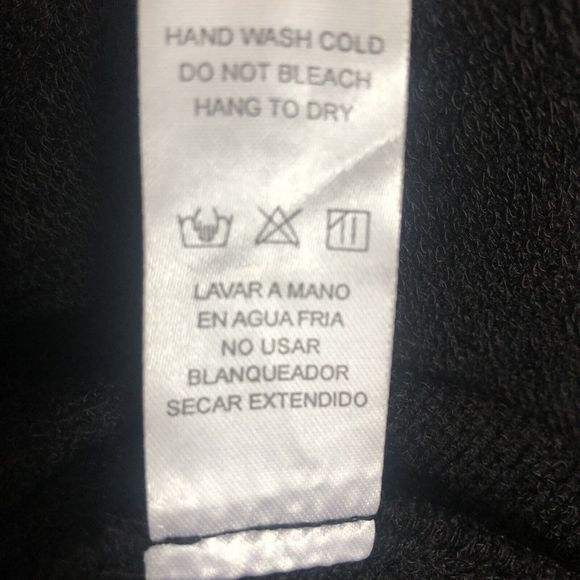 HAND WASH COLD
DO NOT BLEACH
HANG TO DRY
LAVAR A MANO
EN AGUA FRIA
NO USAR
BLANQUEADOR
SECAR EXTENDIDO